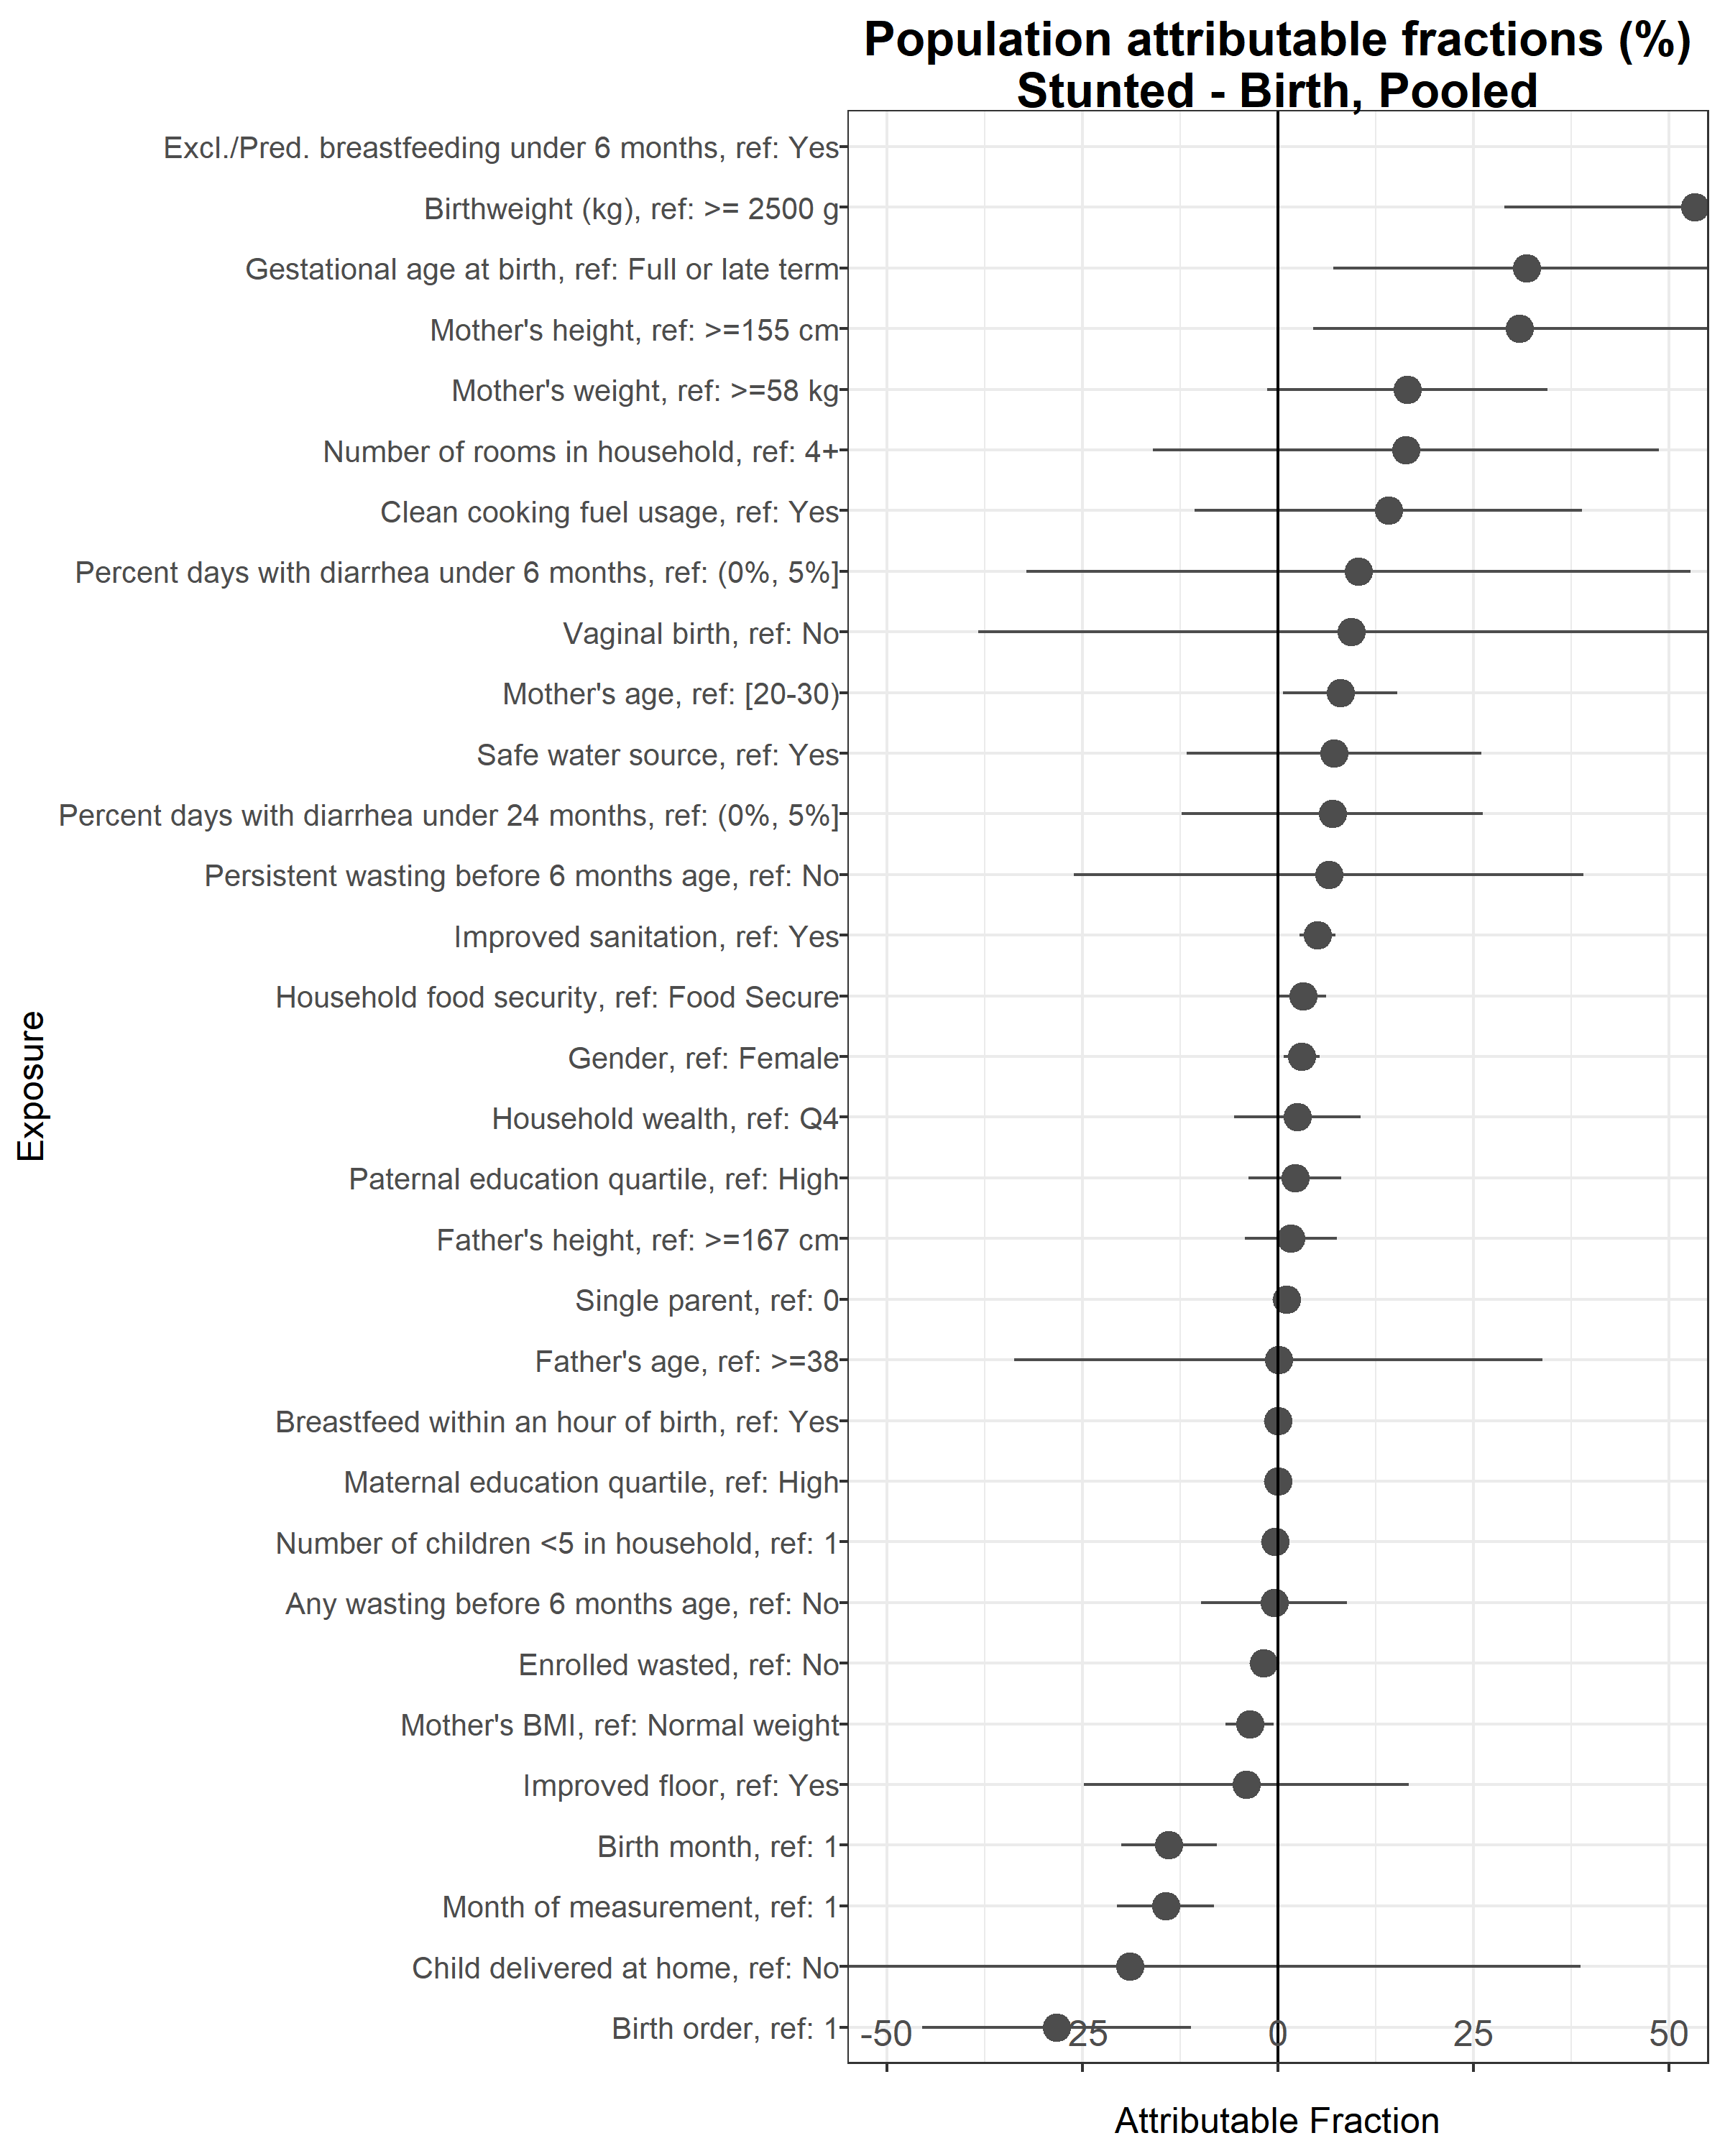 Population attributable fractions (%)
Stunted - Birth, Pooled
Excl./Pred. breastfeeding under 6 months, ref: Yes
Birthweight (kg), ref: >= 2500 g
Gestational age at birth, ref: Full or late term
Mother's height, ref: >=155 cm
Mother's weight, ref: >=58 kg
Number of rooms in household, ref: 4+
Clean cooking fuel usage, ref: Yes
Percent days with diarrhea under 6 months, ref: (0%, 5%]
Vaginal birth, ref: No
Mother's age, ref: [20-30)
Safe water source, ref: Yes
Percent days with diarrhea under 24 months, ref: (0%, 5%]
Persistent wasting before 6 months age, ref: No
Improved sanitation, ref: Yes
Household food security, ref: Food Secure
Gender, ref: Female
Household wealth, ref: Q4
Paternal education quartile, ref: High
Father's height, ref: >=167 cm
Single parent, ref: 0
Father's age, ref: >=38
Breastfeed within an hour of birth, ref: Yes
Maternal education quartile, ref: High
Number of children <5 in household, ref: 1
Any wasting before 6 months age, ref: No
Enrolled wasted, ref: No
Mother's BMI, ref: Normal weight
Improved floor, ref: Yes
Birth month, ref: 1
Month of measurement, ref: 1
Child delivered at home, ref: No
Birth order, ref: 1
Exposure
-50 25 0 25 50
Attributable Fraction